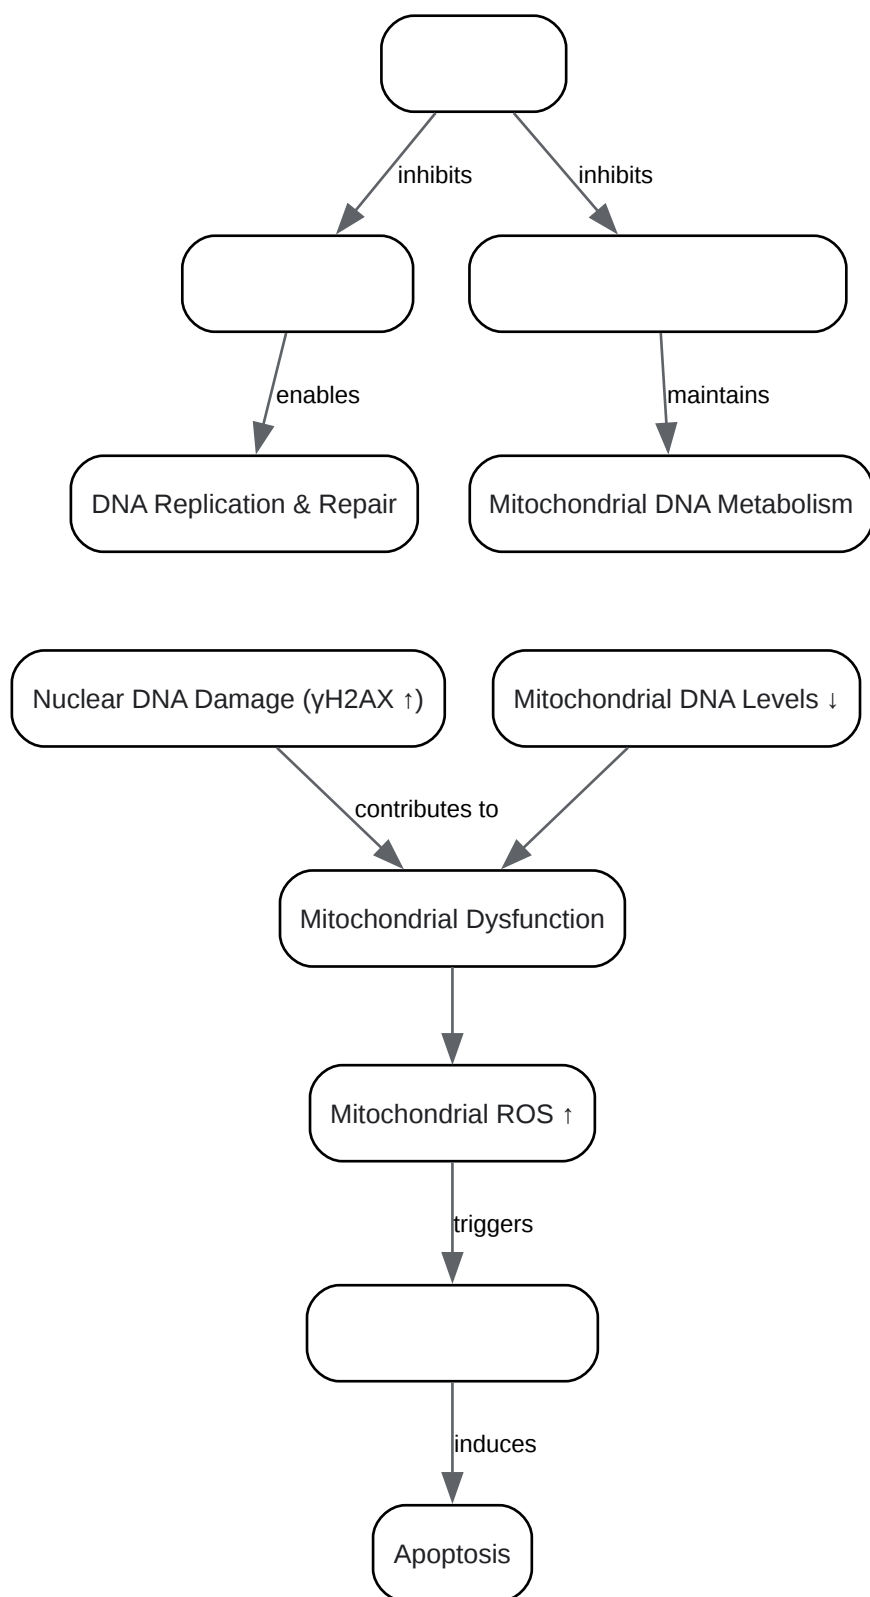 inhibits
inhibits
enables
maintains
DNA Replication & Repair
Mitochondrial DNA Metabolism
Nuclear DNA Damage (γH2AX ↑)
Mitochondrial DNA Levels ↓
contributes to
Mitochondrial Dysfunction
Mitochondrial ROS ↑
triggers
induces
Apoptosis